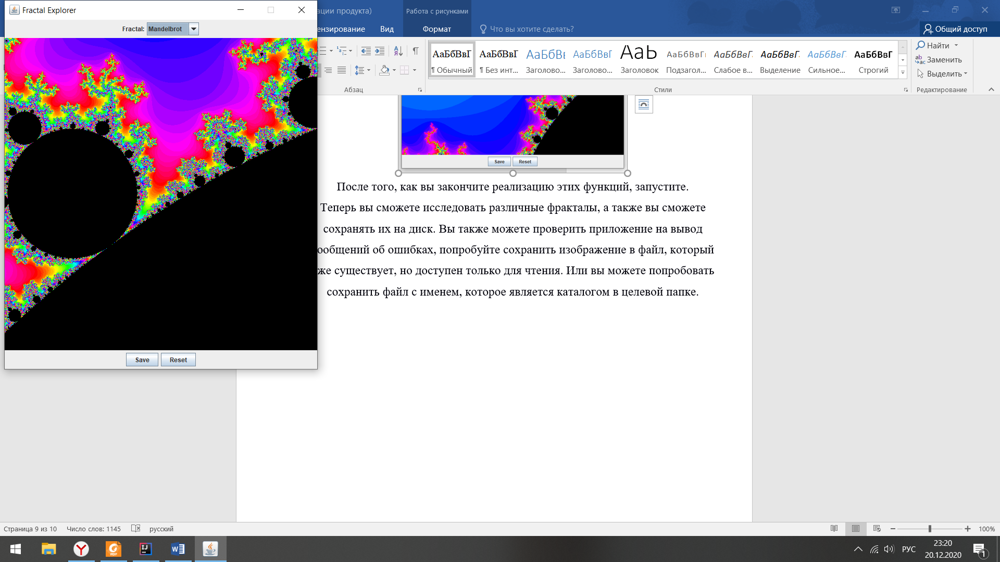 Fractal Explorer
Fractal:
Mandelbrot
Save
Reset
ации продукта)
Работа с рисунками
ензирование
Вид
Формат
Что вы хотите сделать?
Общий доступ
АаБбВвГ
АаБбВвГ
АаБбВг
АаБбВвГ
АаЬ
АаБбВвГг
АаБбВвГг
АаБбВвГг
АаБбВвГг
АаБбВвГ
¶ Обычный
¶ Без инт...
Заголово...
Заголово...
Заголовок
Подзагол...
Слабое в...
Выделение
Сильное...
Строгий
Найти
Заменить
Выделить
Абзац
Стили
Редактирование
Save
Reset
После того, как вы закончите реализацию этих функций, запустите.
Теперь вы сможете исследовать различные фракталы, а также вы сможете
сохранять их на диск. Вы также можете проверить приложение на вывод
ообщений об ошибках, попробуйте сохранить изображение в файл, который
же существует, но доступен только для чтения. Или вы можете попробовать
сохранить файл с именем, которое является каталогом в целевой папке.
Страница 9 из 10
Число слов: 1145
русский
100%
РУС
23:20
20.12.2020
1